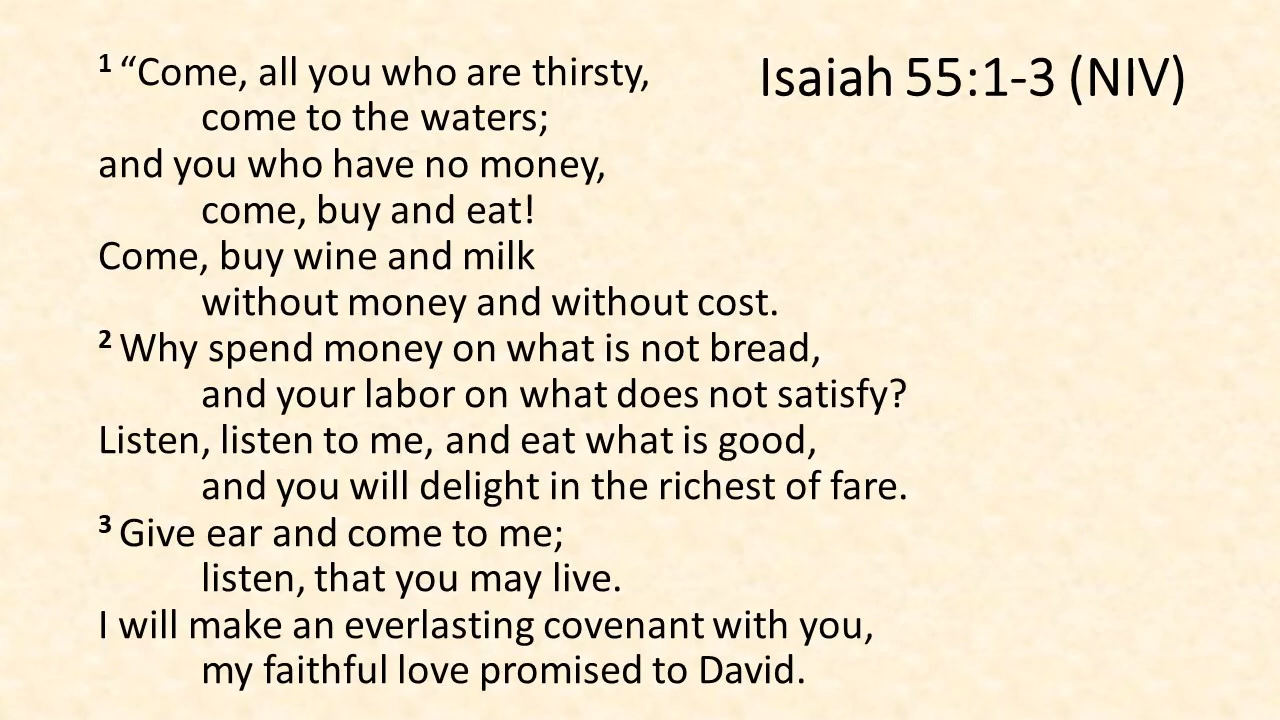 Isaiah 55:1-3 (NIV)
1 “Come, all you who are thirsty,
come to the waters;
and you who have no money,
come, buy and eat!
Come, buy wine and milk
without money and without cost.
2 Why spend money on what is not bread,
and your labor on what does not satisfy?
Listen, listen to me, and eat what is good,
and you will delight in the richest of fare.
3 Give ear and come to me;
listen, that you may live.
I will make an everlasting covenant with you,
my faithful love promised to David.